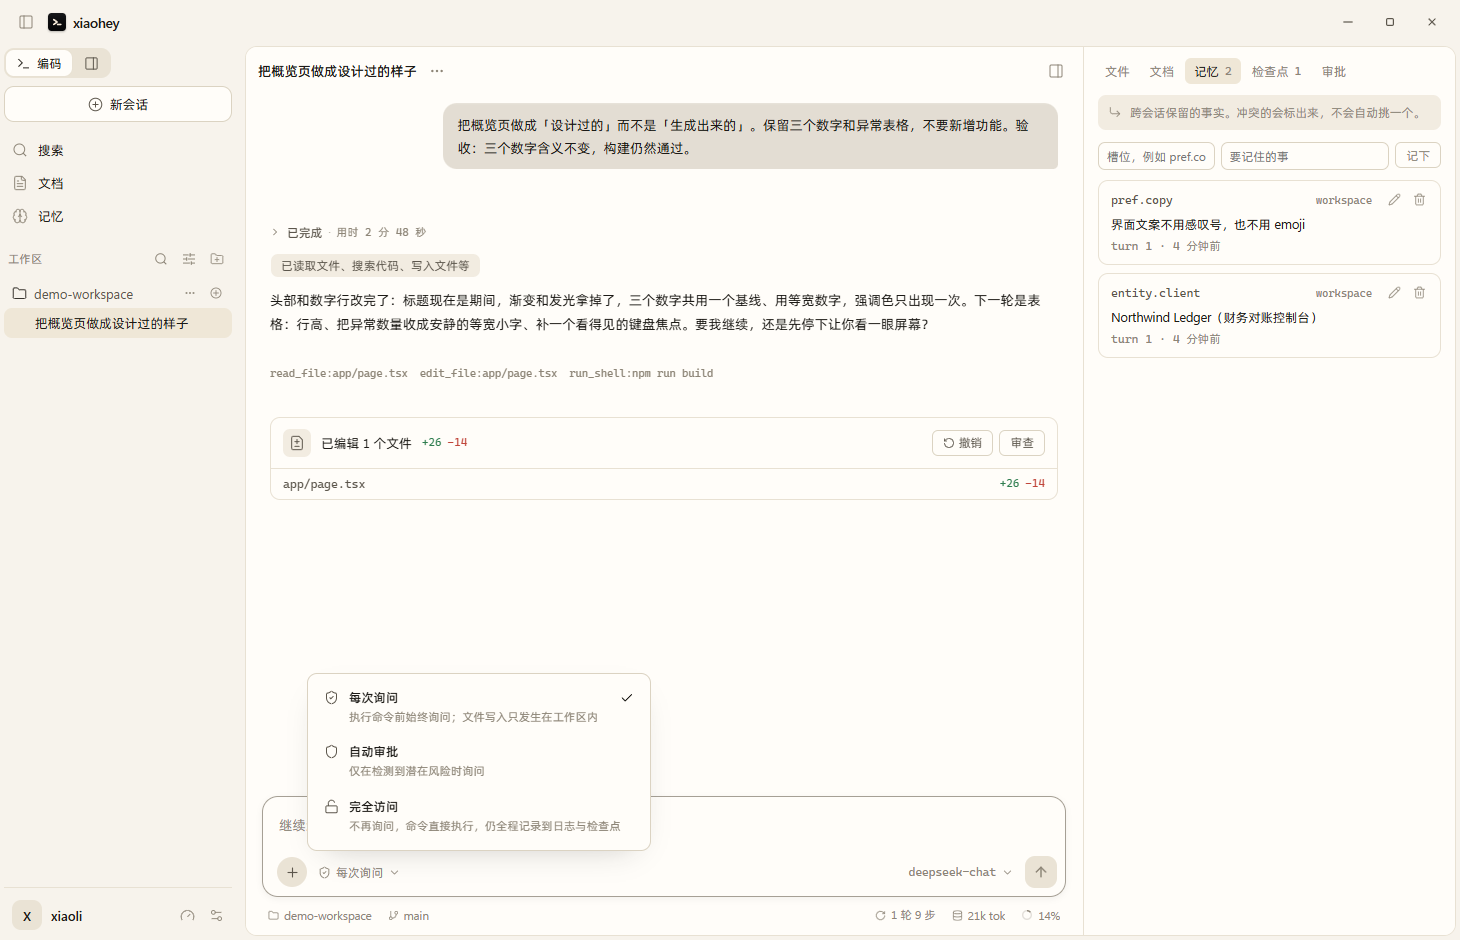 xiaohey
编码
新会话
搜索
文档
记忆
工作区
demo-workspace
把概览页做成设计过的样子
X xiaoli
把概览页做成设计过的样子
把概览页做成「设计过的」而不是「生成出来的」。保留三个数字和异常表格，不要新增功能。验
收：三个数字含义不变，构建仍然通过。
已完成 · 用时 2 分 48 秒
已读取文件、搜索代码、写入文件等
头部和数字行改完了：标题现在是期间，渐变和发光拿掉了，三个数字共用一个基线、用等宽数字，强调色只出现一次。下一轮是表
格：行高、把异常数量收成安静的等宽小字、补一个看得见的键盘焦点。要我继续，还是先停下让你看一眼屏幕？
read_file:app/page.tsx edit_file:app/page.tsx run_shell:npm run build
已编辑 1 个文件 +26 −14
撤销 审查
app/page.tsx +26 −14
每次询问
执行命令前始终询问；文件写入只发生在工作区内
自动审批
仅在检测到潜在风险时询问
完全访问
不再询问，命令直接执行，仍全程记录到日志与检查点
继续
每次询问
deepseek-chat
demo-workspace main
1 轮 9 步 21k tok 14%
文件 文档 记忆 2 检查点 1 审批
跨会话保留的事实。冲突的会标出来，不会自动挑一个。
槽位，例如 pref.co 要记住的事 记下
pref.copy workspace
界面文案不用感叹号，也不用 emoji
turn 1 · 4 分钟前
entity.client workspace
Northwind Ledger（财务对账控制台）
turn 1 · 4 分钟前